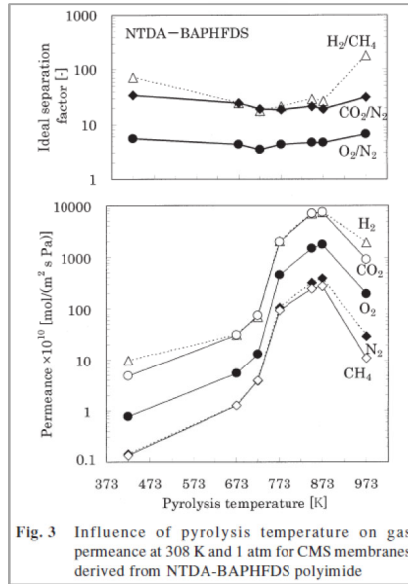 NTDA−BAPHFDS
H₂/CH₄
1000
100
10
1
Ideal separation
factor [-]
CO₂/N₂
O₂/N₂
10000
1000
100
10
1
0.1
Permeance ×10¹⁰ [mol/(m² s Pa)]
H₂
CO₂
O₂
N₂
CH₄
373 473 573 673 773 873 973
Pyrolysis temperature [K]
Fig. 3 Influence of pyrolysis temperature on gas
permeance at 308 K and 1 atm for CMS membranes
derived from NTDA-BAPHFDS polyimide